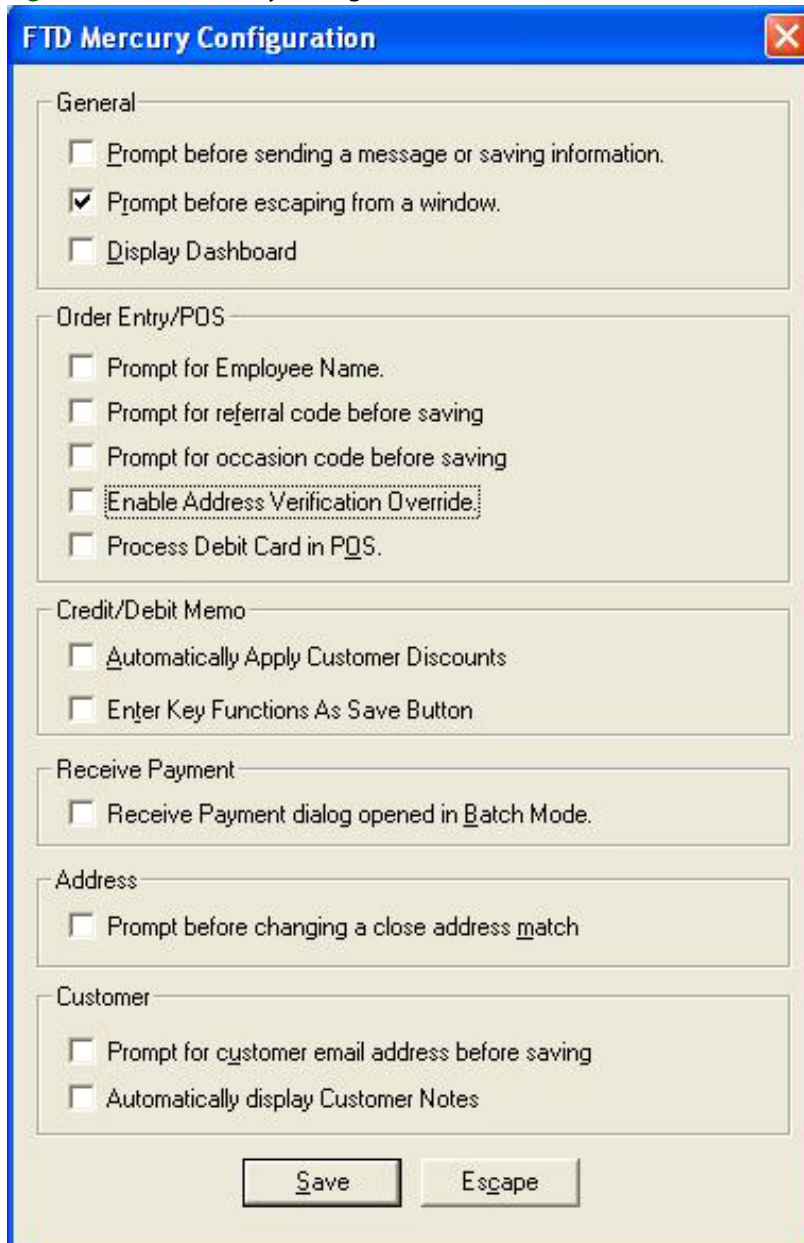 FTD Mercury Configuration
General
Prompt before sending a message or saving information.
Prompt before escaping from a window.
Display Dashboard
Order Entry/POS
Prompt for Employee Name.
Prompt for referral code before saving
Prompt for occasion code before saving
Enable Address Verification Override.
Process Debit Card in POS.
Credit/Debit Memo
Automatically Apply Customer Discounts
Enter Key Functions As Save Button
Receive Payment
Receive Payment dialog opened in Batch Mode.
Address
Prompt before changing a close address match
Customer
Prompt for customer email address before saving
Automatically display Customer Notes
Save Escape